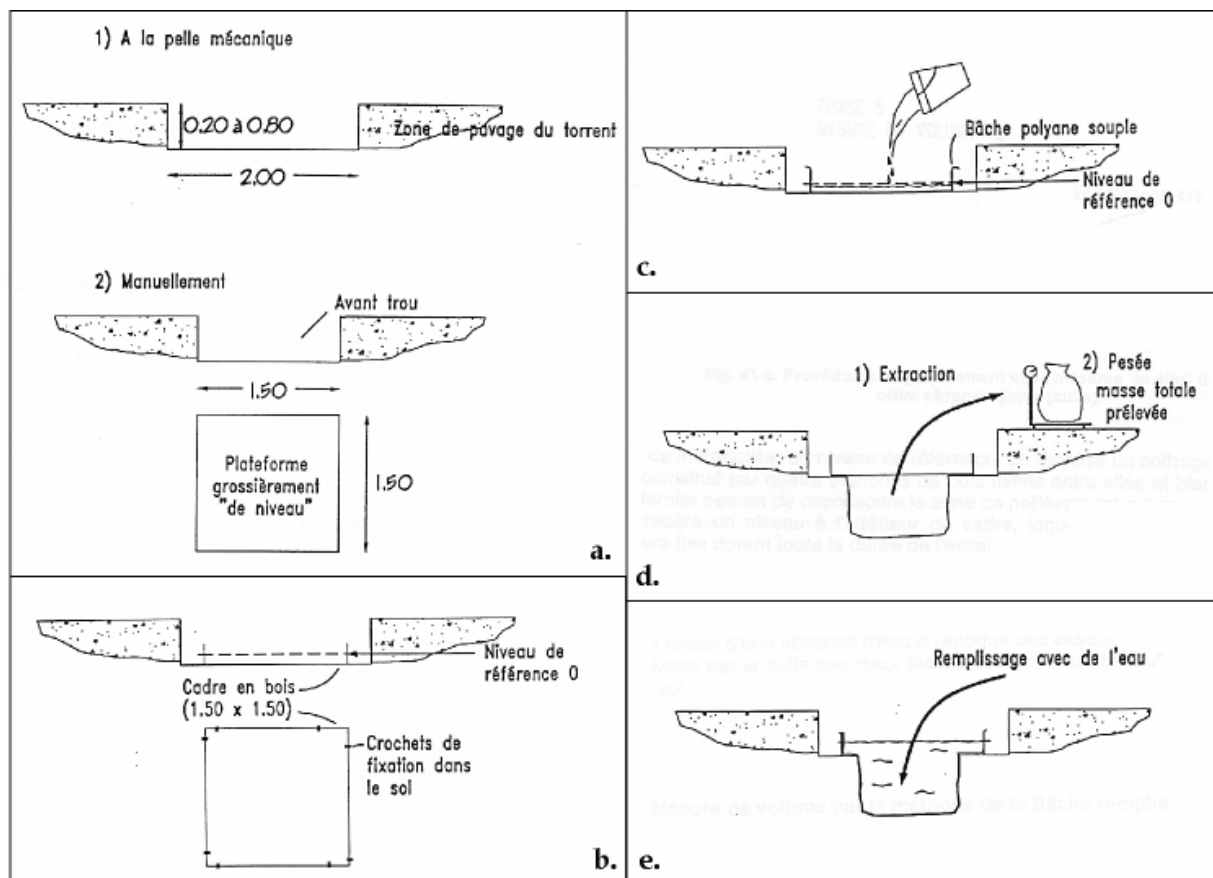 1) A la pelle mécanique
0.20 à 0.80
Zone de pavage du torrent
2.00
2) Manuellement
Avant trou
1.50
Plateforme
grossièrement
"de niveau"
1.50
a.
Niveau de
référence 0
Cadre en bois
(1.50 x 1.50)
Crochets de
fixation dans
le sol
b.
Bâche polyane souple
Niveau de
référence 0
c.
1) Extraction
2) Pesée
masse totale
prélevée
d.
Remplissage avec de l'eau
e.